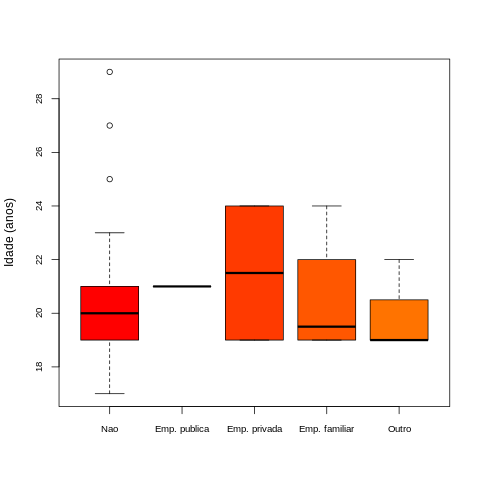 Idade (anos)
28
26
24
22
20
18
Nao
Emp. publica
Emp. privada
Emp. familiar
Outro